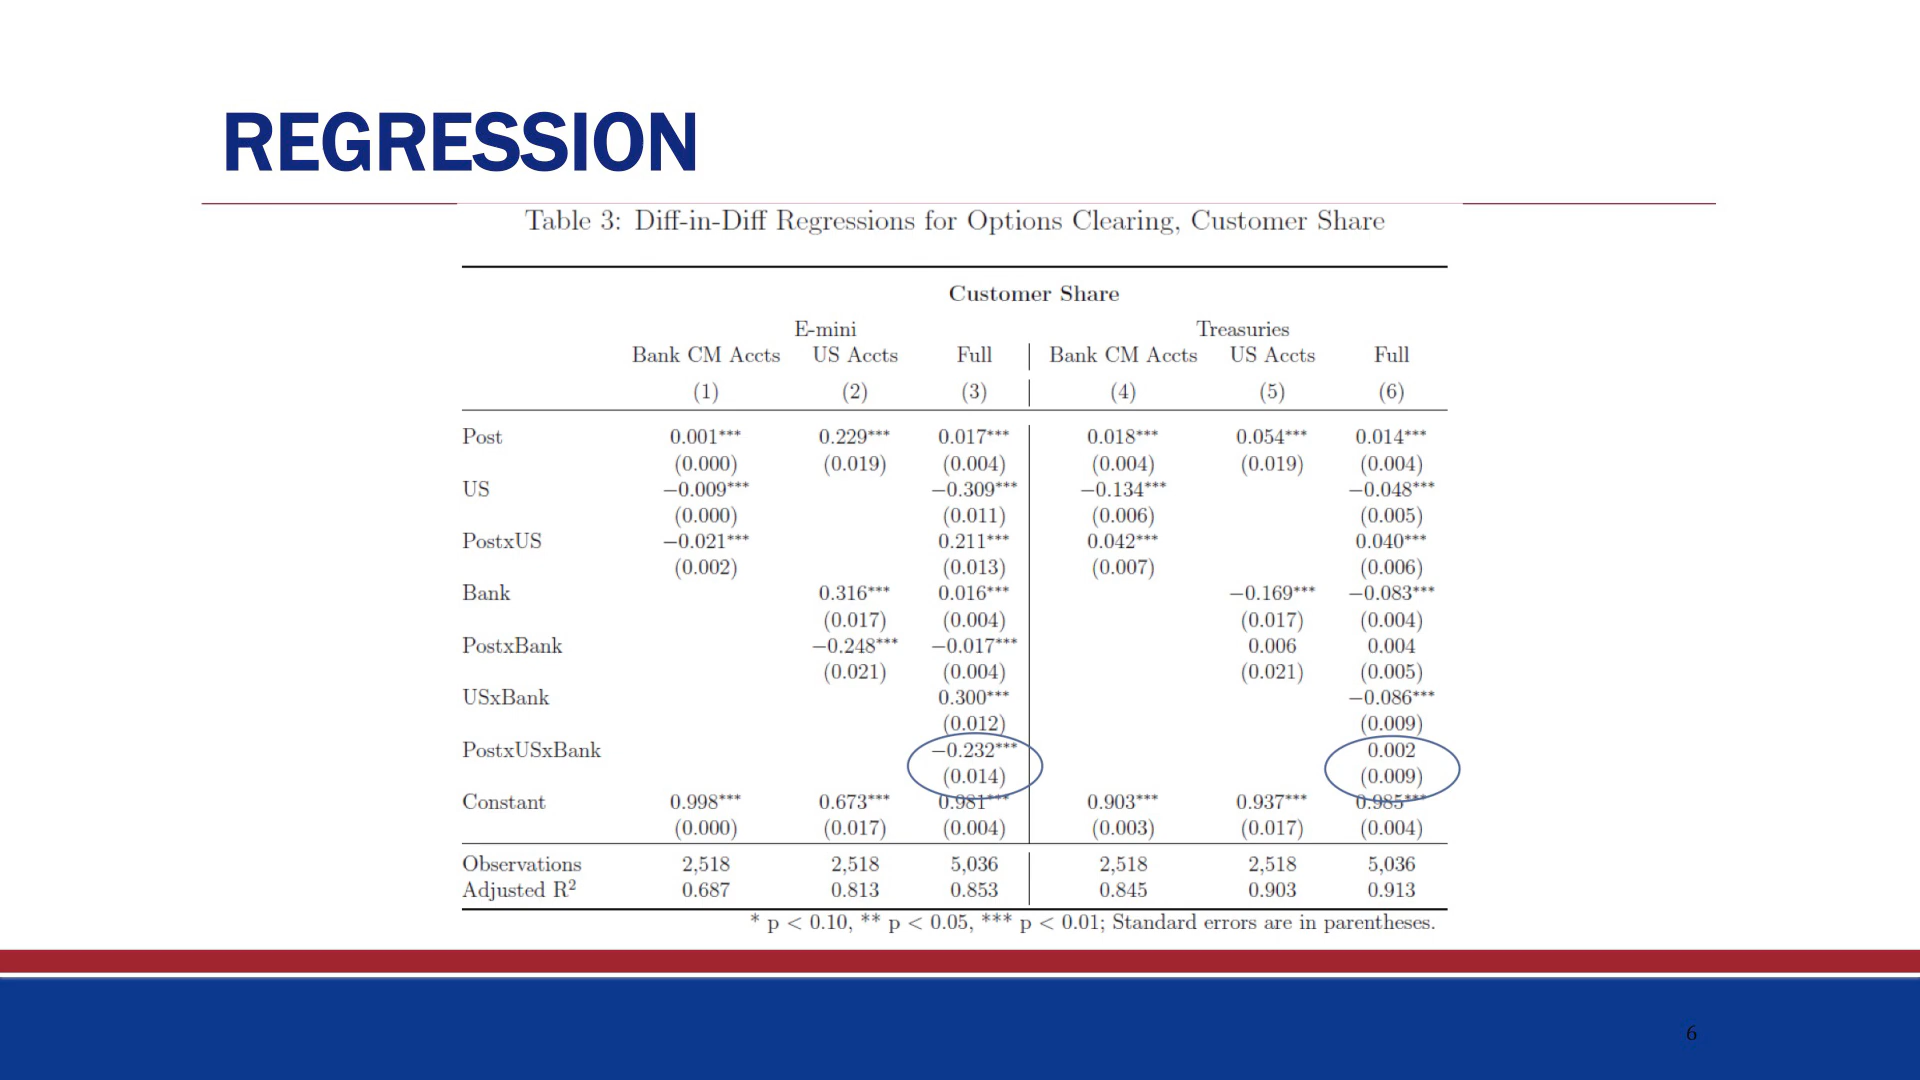 REGRESSION
Table 3: Diff-in-Diff Regressions for Options Clearing, Customer Share
Customer Share
E-mini Treasuries
Bank CM Accts US Accts Full Bank CM Accts US Accts Full
(1) (2) (3) (4) (5) (6)
Post 0.001*** 0.229*** 0.017*** 0.018*** 0.054*** 0.014***
(0.000) (0.019) (0.004) (0.004) (0.019) (0.004)
US −0.009*** −0.309*** −0.134*** −0.048***
(0.000) (0.011) (0.006) (0.005)
PostxUS −0.021*** 0.211*** 0.042*** 0.040***
(0.002) (0.013) (0.007) (0.006)
Bank 0.316*** 0.016*** −0.169*** −0.083***
(0.017) (0.004) (0.017) (0.004)
PostxBank −0.248*** −0.017*** 0.006 0.004
(0.021) (0.004) (0.021) (0.005)
USxBank 0.300*** −0.086***
(0.012) (0.009)
PostxUSxBank −0.232*** 0.002
(0.014) (0.009)
Constant 0.998*** 0.673*** 0.981*** 0.903*** 0.937*** 0.985***
(0.000) (0.017) (0.004) (0.003) (0.017) (0.004)
Observations 2,518 2,518 5,036 2,518 2,518 5,036
Adjusted R² 0.687 0.813 0.853 0.845 0.903 0.913
* p < 0.10, ** p < 0.05, *** p < 0.01; Standard errors are in parentheses.
6